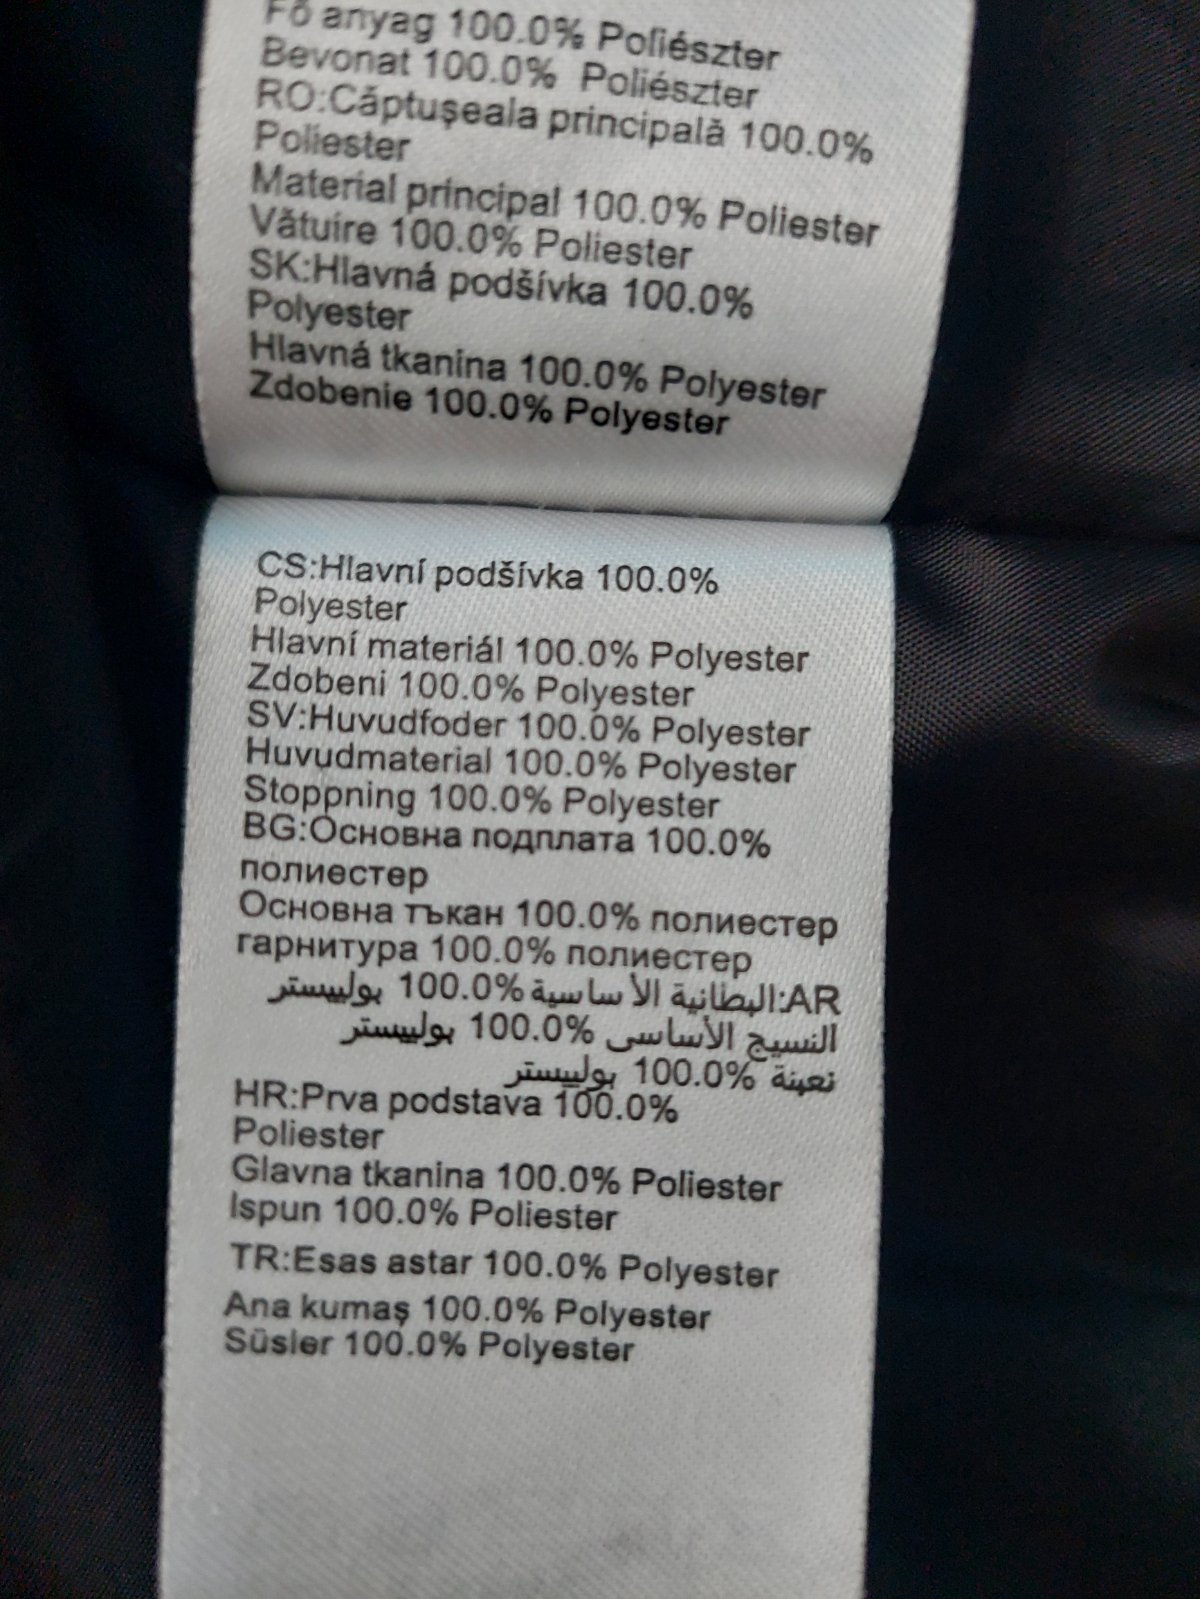 Fő anyag 100.0% Poliészter
Bevonat 100.0% Poliészter
RO:Căptușeala principală 100.0%
Poliester
Material principal 100.0% Poliester
Vătuire 100.0% Poliester
SK:Hlavná podšívka 100.0%
Polyester
Hlavná tkanina 100.0% Polyester
Zdobenie 100.0% Polyester
CS:Hlavní podšívka 100.0%
Polyester
Hlavní materiál 100.0% Polyester
Zdobeni 100.0% Polyester
SV:Huvudfoder 100.0% Polyester
Huvudmaterial 100.0% Polyester
Stoppning 100.0% Polyester
BG:Основна подплата 100.0%
полиестер
Основна тъкан 100.0% полиестер
гарнитура 100.0% полиестер
AR:البطانية الأساسية 100.0% بولييستر
النسيج الأساسى 100.0% بولييستر
نعبئة 100.0% بولييستر
HR:Prva podstava 100.0%
Poliester
Glavna tkanina 100.0% Poliester
Ispun 100.0% Poliester
TR:Esas astar 100.0% Polyester
Ana kumaş 100.0% Polyester
Süsler 100.0% Polyester